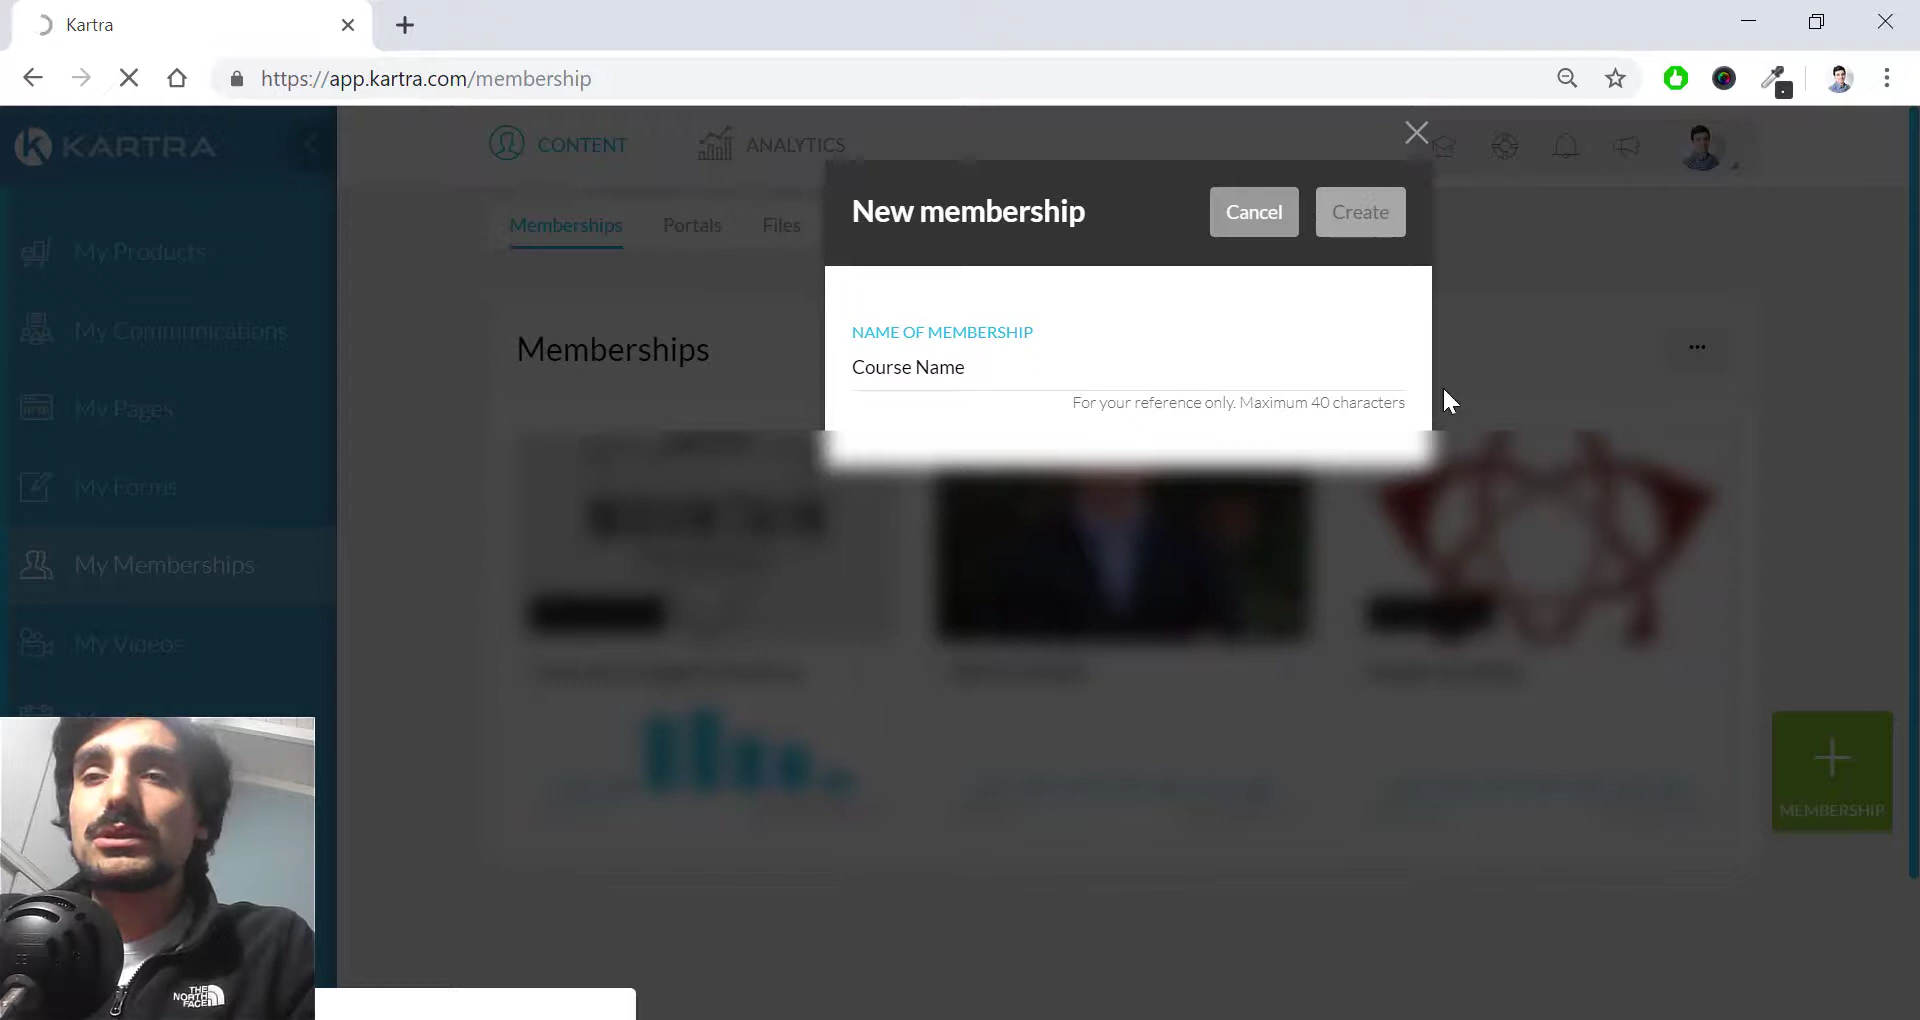 Kartra
https://app.kartra.com/membership
KARTRA
CONTENT
ANALYTICS
New membership
Cancel
Create
Memberships
Portals
Files
My Products
My Communications
My Pages
My Forms
My Memberships
My Videos
Memberships
NAME OF MEMBERSHIP
Course Name
For your reference only. Maximum 40 characters
MEMBERSHIP
THE
NORTH
FACE